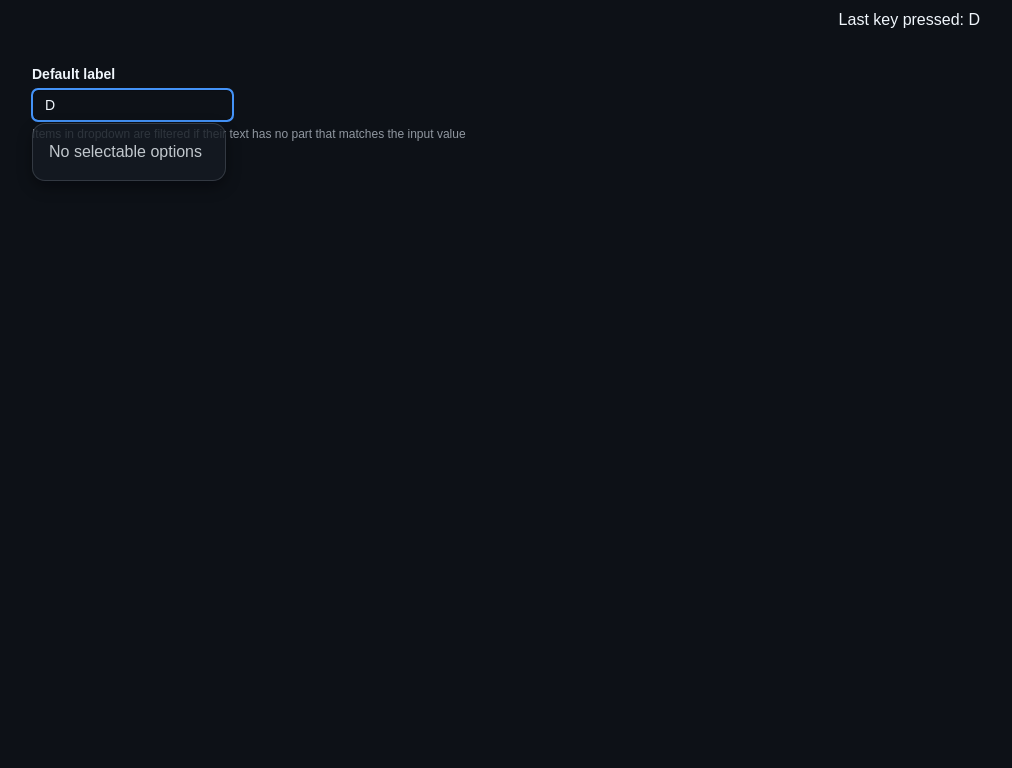 Last key pressed: D
Default label
D
Items in dropdown are filtered if their text has no part that matches the input value
No selectable options